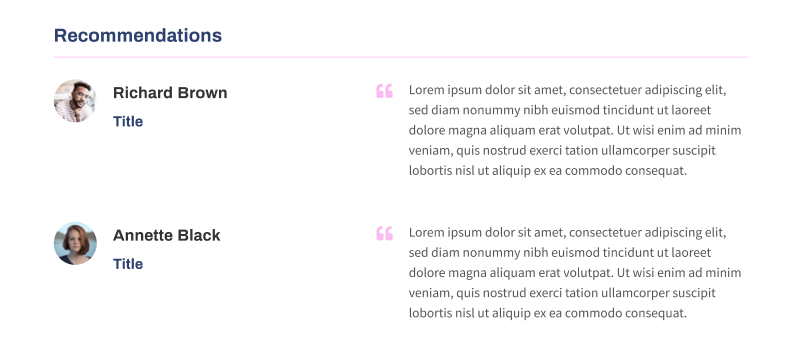 Recommendations
Richard Brown
Title
Lorem ipsum dolor sit amet, consectetuer adipiscing elit,
sed diam nonummy nibh euismod tincidunt ut laoreet
dolore magna aliquam erat volutpat. Ut wisi enim ad minim
veniam, quis nostrud exerci tation ullamcorper suscipit
lobortis nisl ut aliquip ex ea commodo consequat.
Annette Black
Title
Lorem ipsum dolor sit amet, consectetuer adipiscing elit,
sed diam nonummy nibh euismod tincidunt ut laoreet
dolore magna aliquam erat volutpat. Ut wisi enim ad minim
veniam, quis nostrud exerci tation ullamcorper suscipit
lobortis nisl ut aliquip ex ea commodo consequat.